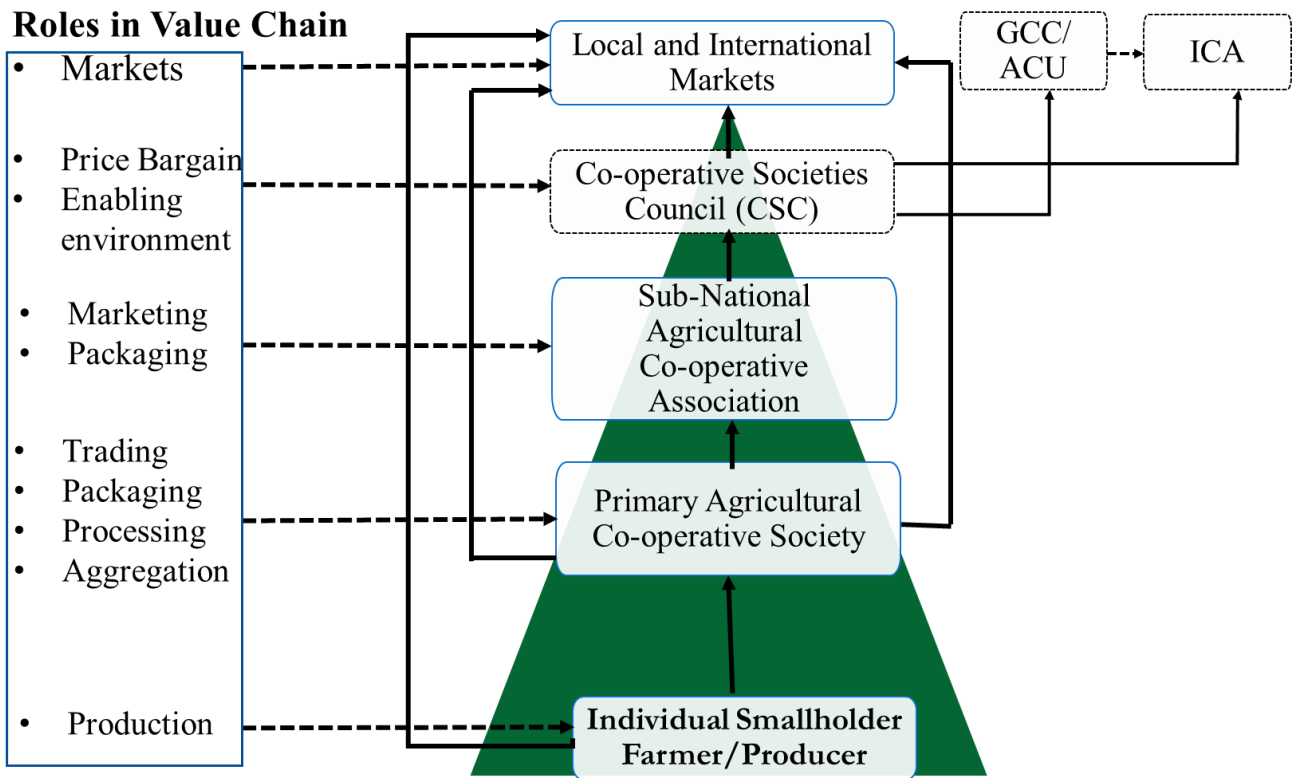 Roles in Value Chain
• Markets
• Price Bargain
• Enabling
environment
• Marketing
• Packaging
• Trading
• Packaging
• Processing
• Aggregation
• Production
Local and International
Markets
Co-operative Societies
Council (CSC)
Sub-National
Agricultural
Co-operative
Association
Primary Agricultural
Co-operative Society
Individual Smallholder
Farmer/Producer
GCC/
ACU
ICA